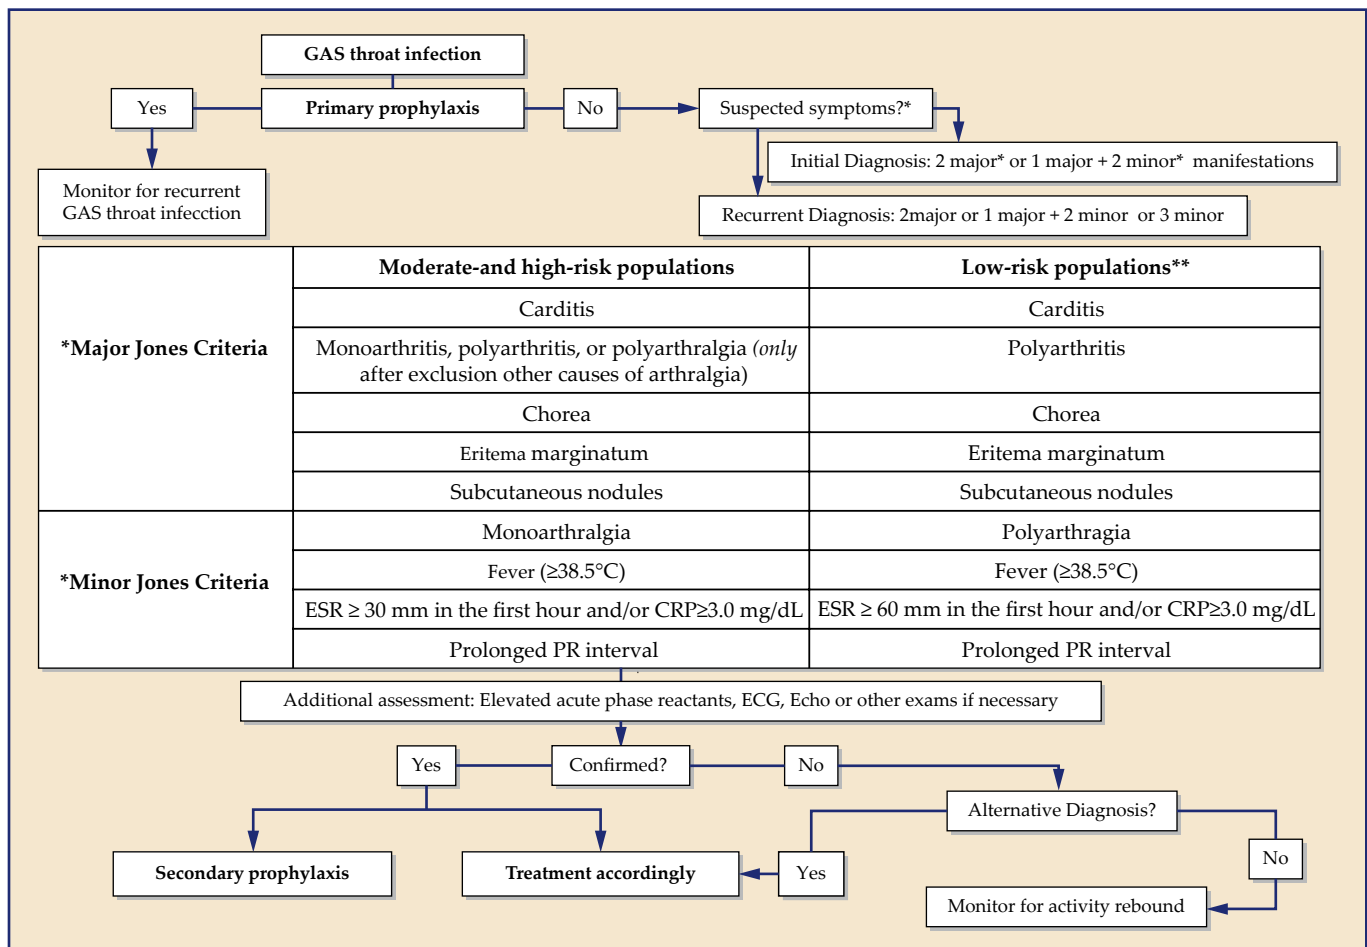 GAS throat infection
Yes
Primary prophylaxis
No
Suspected symptoms?*
Initial Diagnosis: 2 major* or 1 major + 2 minor* manifestations
Monitor for recurrent
GAS throat infecction
Recurrent Diagnosis: 2major or 1 major + 2 minor or 3 minor
Moderate-and high-risk populations
Low-risk populations**
*Major Jones Criteria
Carditis
Carditis
Monoarthritis, polyarthritis, or polyarthralgia (only
after exclusion other causes of arthralgia)
Polyarthritis
Chorea
Chorea
Eritema marginatum
Eritema marginatum
Subcutaneous nodules
Subcutaneous nodules
*Minor Jones Criteria
Monoarthralgia
Polyarthragia
Fever (≥38.5°C)
Fever (≥38.5°C)
ESR ≥ 30 mm in the first hour and/or CRP≥3.0 mg/dL
ESR ≥ 60 mm in the first hour and/or CRP≥3.0 mg/dL
Prolonged PR interval
Prolonged PR interval
Additional assessment: Elevated acute phase reactants, ECG, Echo or other exams if necessary
Yes
Confirmed?
No
Alternative Diagnosis?
Secondary prophylaxis
Treatment accordingly
Yes
No
Monitor for activity rebound